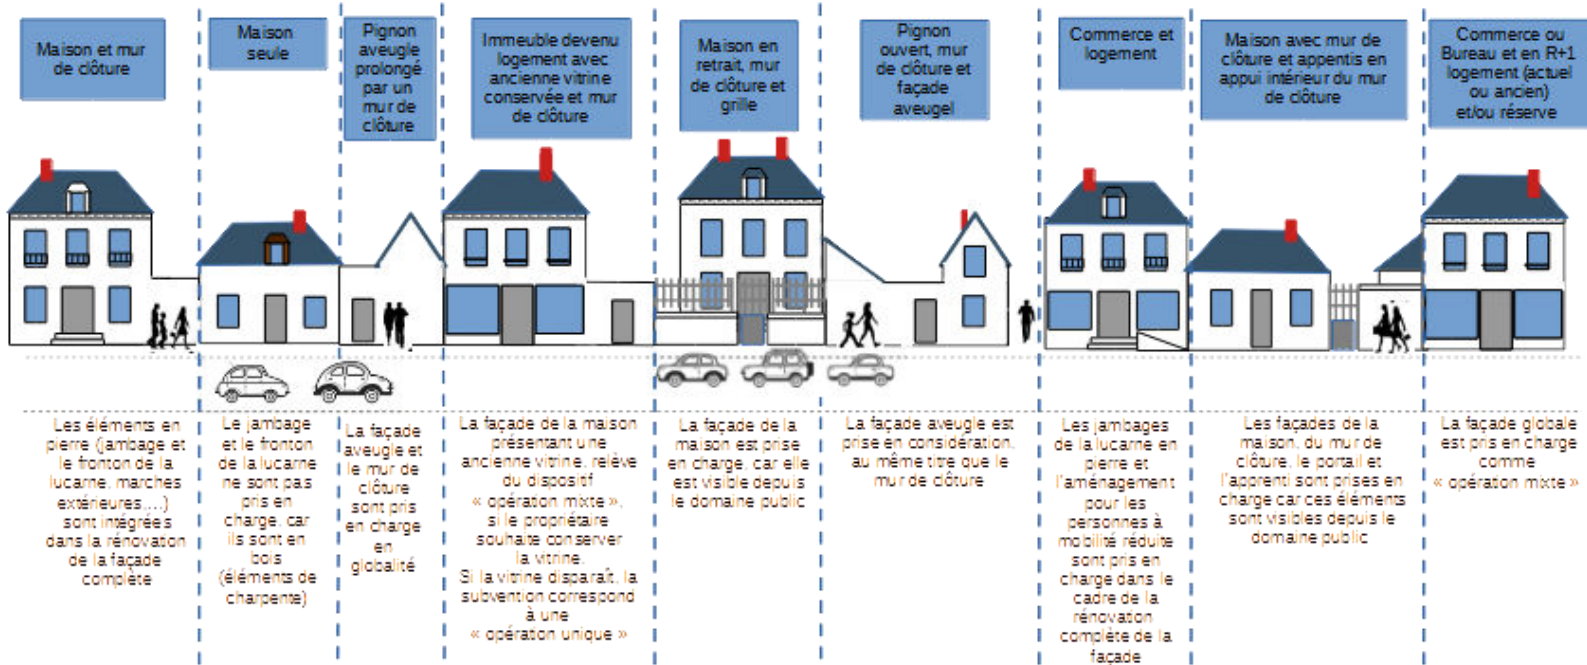 Maison et mur
de clôture
Maison
seule
Pignon
aveugle
prolongé
par un
mur de
clôture
Immeuble devenu
logement avec
ancienne vitrine
conservée et mur
de clôture
Maison en
retrait, mur
de clôture et
grille
Pignon
ouvert, mur
de clôture et
façade
aveugel
Commerce et
logement
Maison avec mur de
clôture et appentis en
appui intérieur du mur
de clôture
Commerce ou
Bureau et en R+1
logement (actuel
ou ancien)
et/ou réserve
Les éléments en
pierre (jambage et
le fronton de la
lucarne, marches
extérieures,...)
sont intégrées
dans la rénovation
de la façade
complète
Le jambage
et le fronton
de la lucarne
ne sont pas
pris en
charge, car
ils sont en
bois
(éléments de
charpente)
La façade
aveugle et
le mur de
clôture
sont pris
en charge
en
globalité
La façade de la maison
présentant une
ancienne vitrine, relève
du dispositif
« opération mixte »,
si le propriétaire
souhaite conserver
la vitrine.
Si la vitrine disparaît, la
subvention correspond
à une
« opération unique »
La façade de la
maison est prise
en charge, car elle
est visible depuis
le domaine public
La façade aveugle est
prise en considération,
au même titre que le
mur de clôture
Les jambages
de la lucarne en
pierre et
l'aménagement
pour les
personnes à
mobilité réduite
sont pris en
charge dans le
cadre de la
rénovation
complète de la
façade
Les façades de la
maison, du mur de
clôture, le portail et
l'apprenti sont prises en
charge car ces éléments
sont visibles depuis le
domaine public
La façade globale
est pris en charge
comme
« opération mixte »